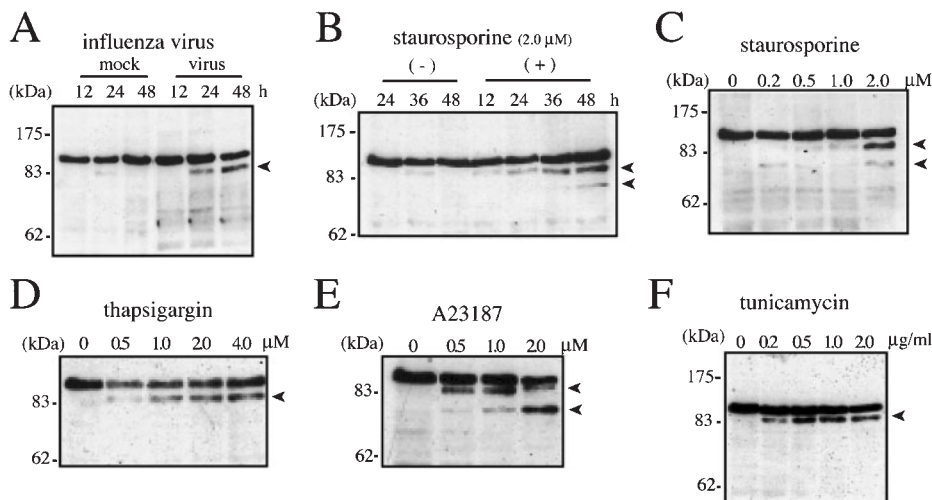 A
influenza virus
mock virus
(kDa) 12 24 48 12 24 48 h
175-
83-
62-
B
staurosporine (2.0 μM)
( - ) ( + )
(kDa) 24 36 48 12 24 36 48 h
175-
83-
62-
C
staurosporine
(kDa) 0 0.2 0.5 1.0 2.0 μM
175-
83-
62-
D
thapsigargin
(kDa) 0 0.5 1.0 2.0 4.0 μM
83-
62-
E
A23187
(kDa) 0 0.5 1.0 2.0 μM
83-
62-
F
tunicamycin
(kDa) 0 0.2 0.5 1.0 2.0 μg/ml
175-
83-
62-